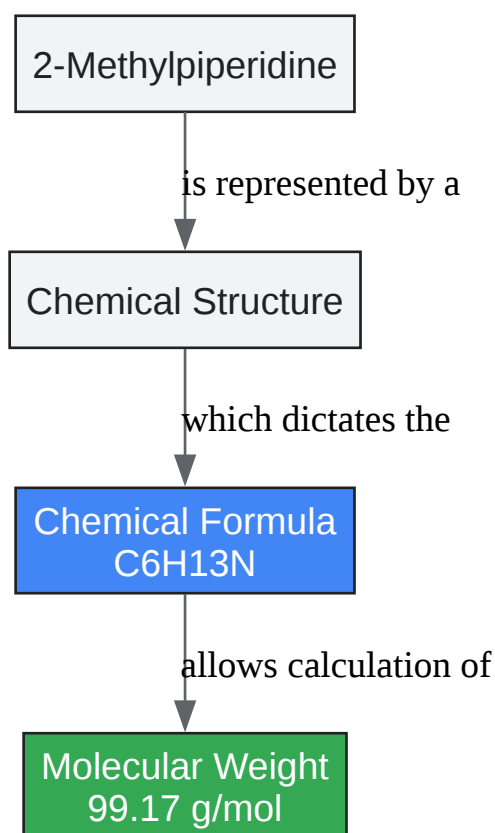 2-Methylpiperidine
is represented by a
Chemical Structure
which dictates the
Chemical Formula
C6H13N
allows calculation of
Molecular Weight
99.17 g/mol